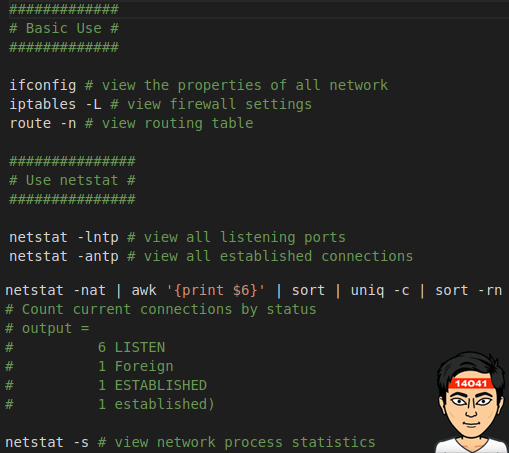 #############
# Basic Use #
#############
ifconfig # view the properties of all network
iptables -L # view firewall settings
route -n # view routing table
###############
# Use netstat #
###############
netstat -lntp # view all listening ports
netstat -antp # view all established connections
netstat -nat | awk '{print $6}' | sort | uniq -c | sort -rn
# Count current connections by status
# output =
# 6 LISTEN
# 1 Foreign
# 1 ESTABLISHED
# 1 established)
14O41
netstat -s # view network process statistics